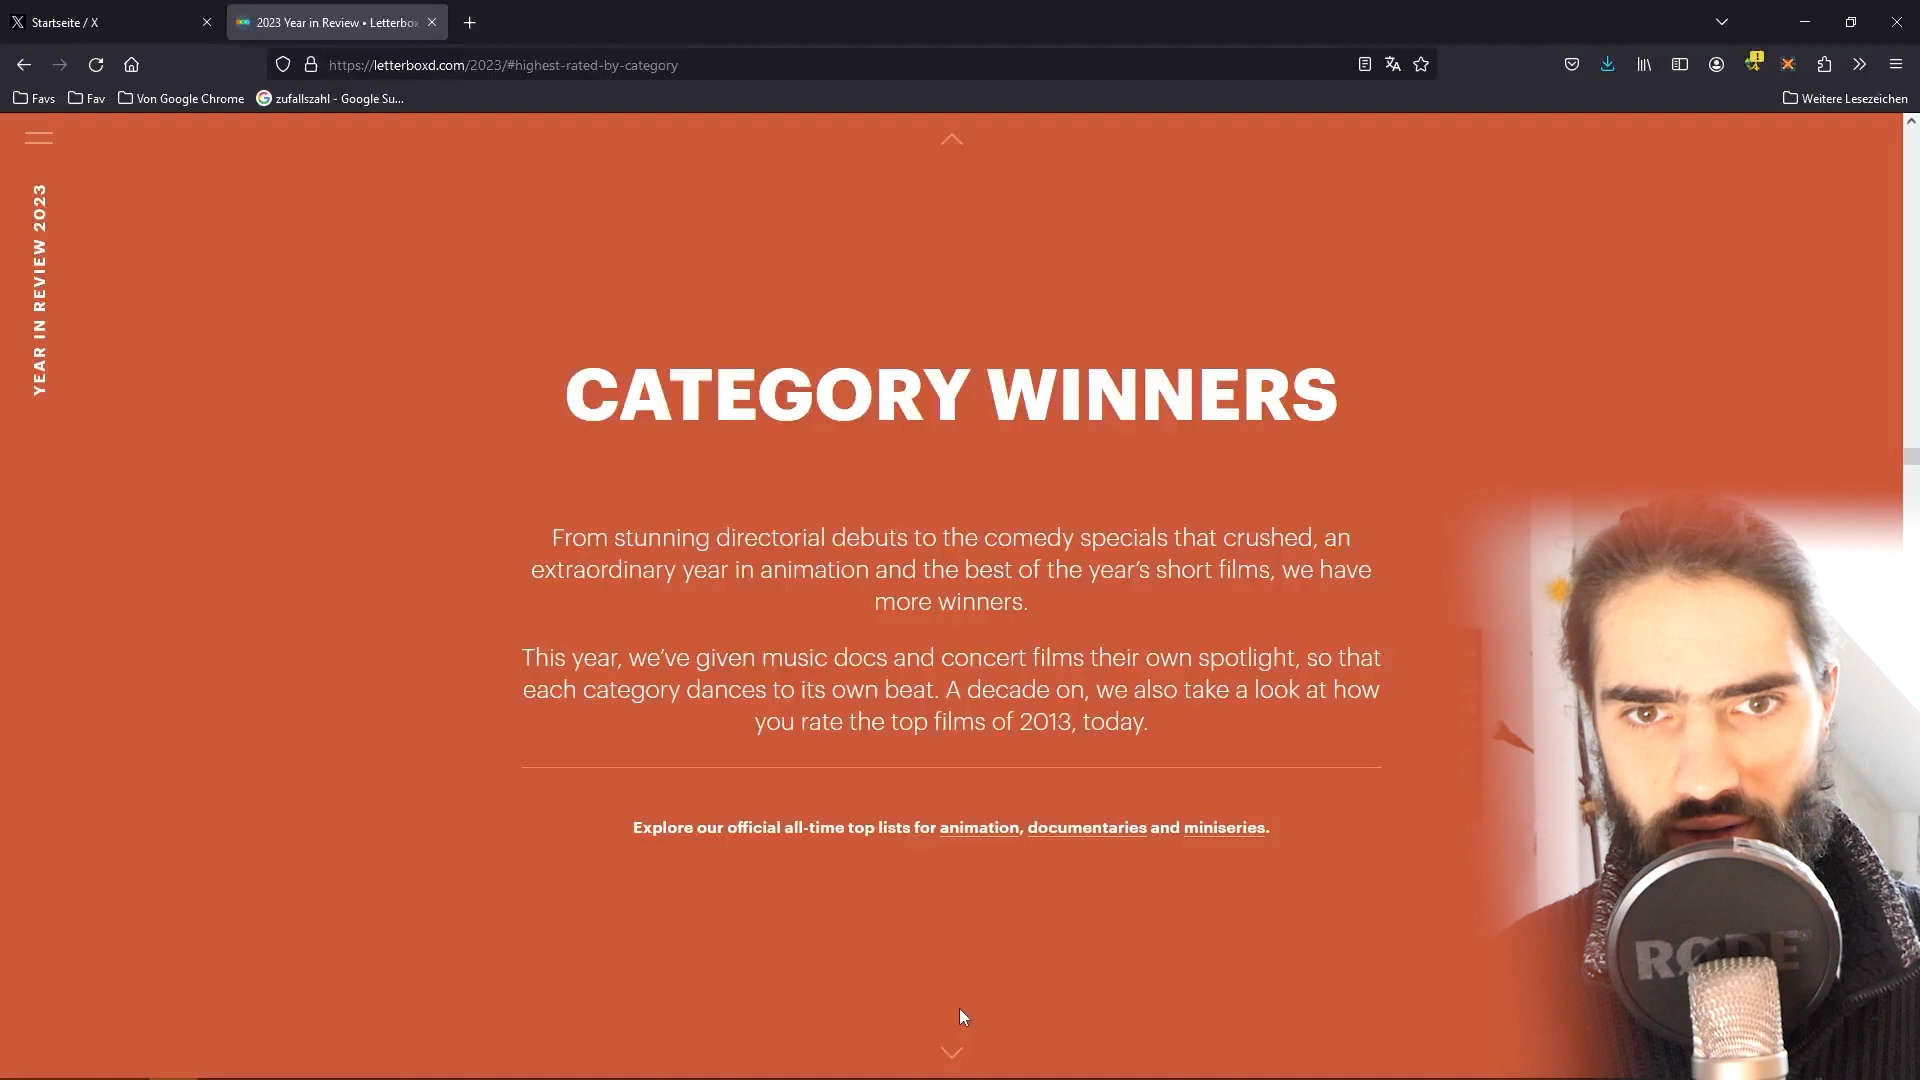 Startseite / X
2023 Year in Review • Letterbo
https://letterboxd.com/2023/#highest-rated-by-category
Favs
Fav
Von Google Chrome
zufallszahl - Google Su...
Weitere Lesezeichen
YEAR IN REVIEW 2023
CATEGORY WINNERS
From stunning directorial debuts to the comedy specials that crushed, an
extraordinary year in animation and the best of the year’s short films, we have
more winners.
This year, we’ve given music docs and concert films their own spotlight, so that
each category dances to its own beat. A decade on, we also take a look at how
you rate the top films of 2013, today.
Explore our official all-time top lists for animation, documentaries and miniseries.
RØDE®